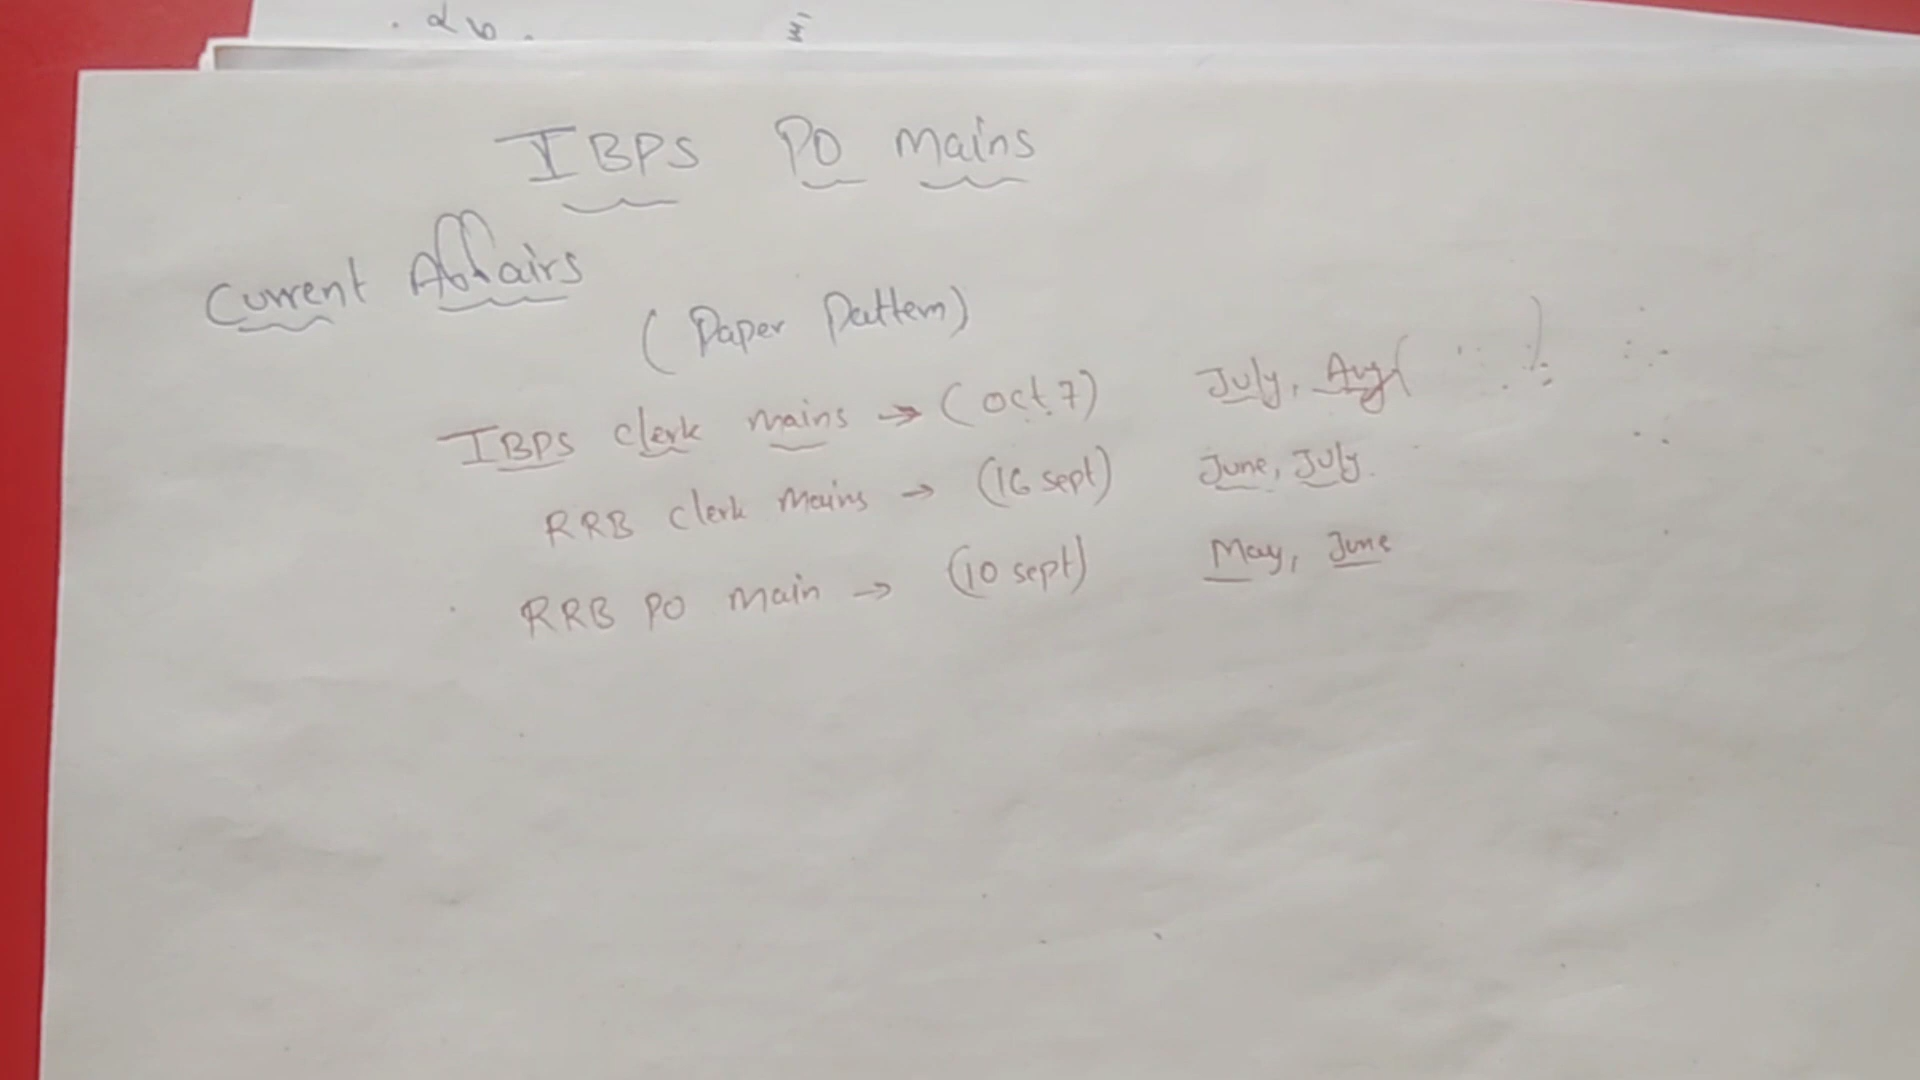 IBPS PO Mains
Current Affairs
(Paper Pattern)
IBPS clerk mains → (oct. 7) July, Aug
RRB clerk Mains → (16 sept) June, July.
RRB PO main → (10 sept) May, June